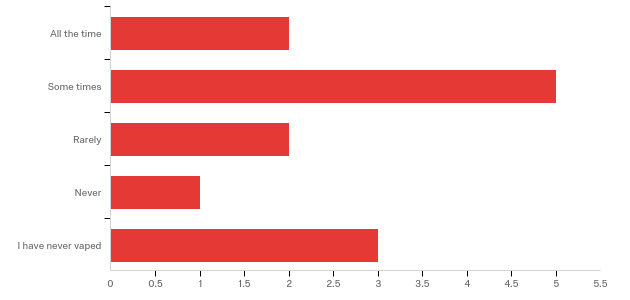 All the time
Some times
Rarely
Never
I have never vaped
0 0.5 1 1.5 2 2.5 3 3.5 4 4.5 5 5.5